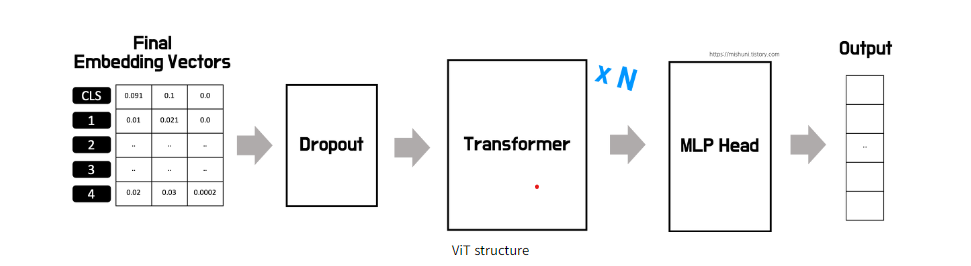 Final
Embedding Vectors
CLS 0.091 0.1 0.0
1 0.01 0.021 0.0
2 .. .. ..
3 .. .. ..
4 0.02 0.03 0.0002
Dropout
Transformer
x N
https://mishuni.tistory.com
MLP Head
Output
..
ViT structure